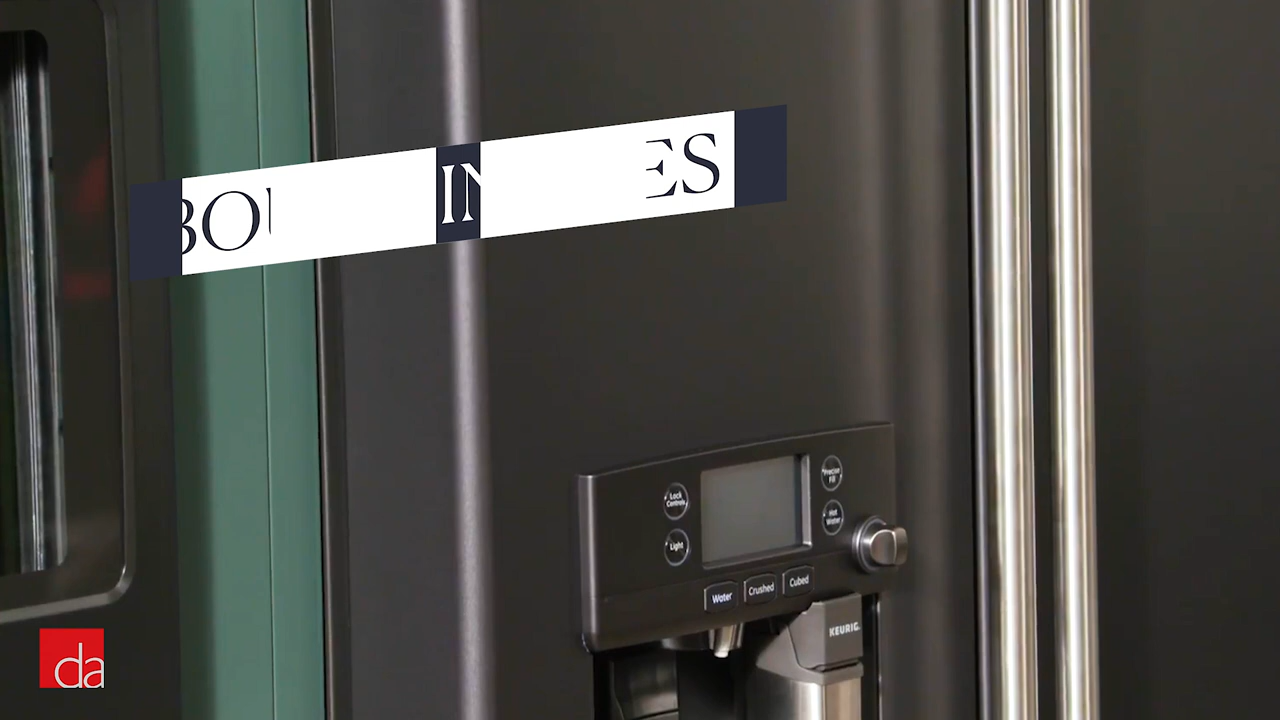 Lock
Controls
Precise
Fill
Light
Hot
Water
Water
Crushed
Cubed
KEURIG
da